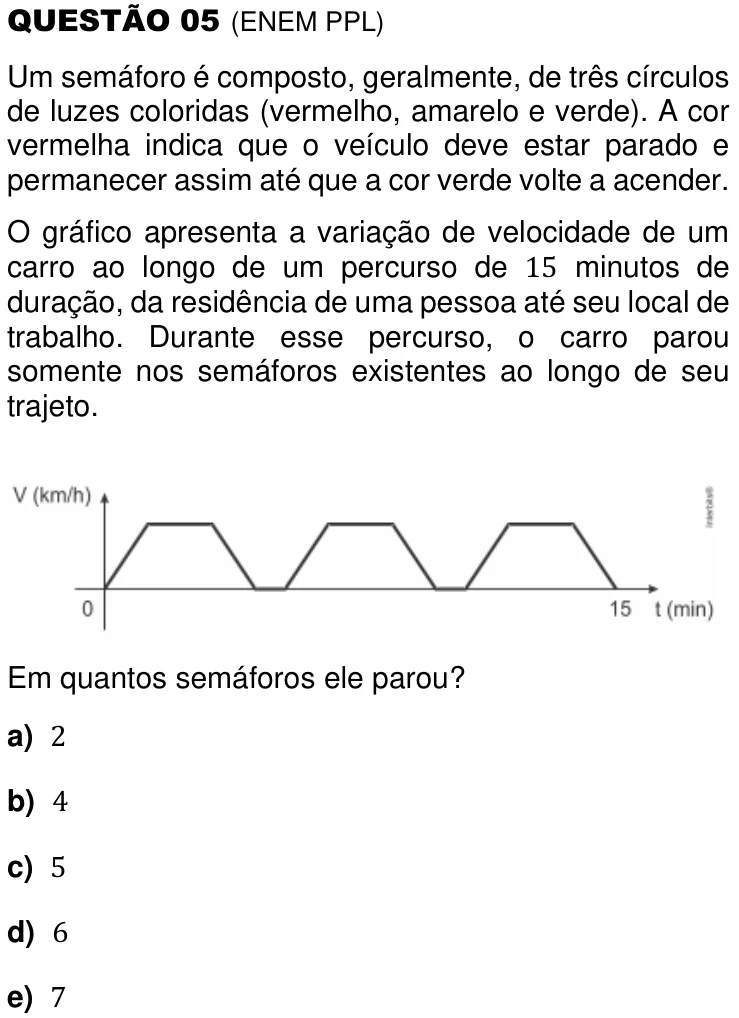 QUESTÃO 05 (ENEM PPL)
Um semáforo é composto, geralmente, de três círculos
de luzes coloridas (vermelho, amarelo e verde). A cor
vermelha indica que o veículo deve estar parado e
permanecer assim até que a cor verde volte a acender.
O gráfico apresenta a variação de velocidade de um
carro ao longo de um percurso de 15 minutos de
duração, da residência de uma pessoa até seu local de
trabalho. Durante esse percurso, o carro parou
somente nos semáforos existentes ao longo de seu
trajeto.
V (km/h)
Interbits®
0
15 t (min)
Em quantos semáforos ele parou?
a) 2
b) 4
c) 5
d) 6
e) 7